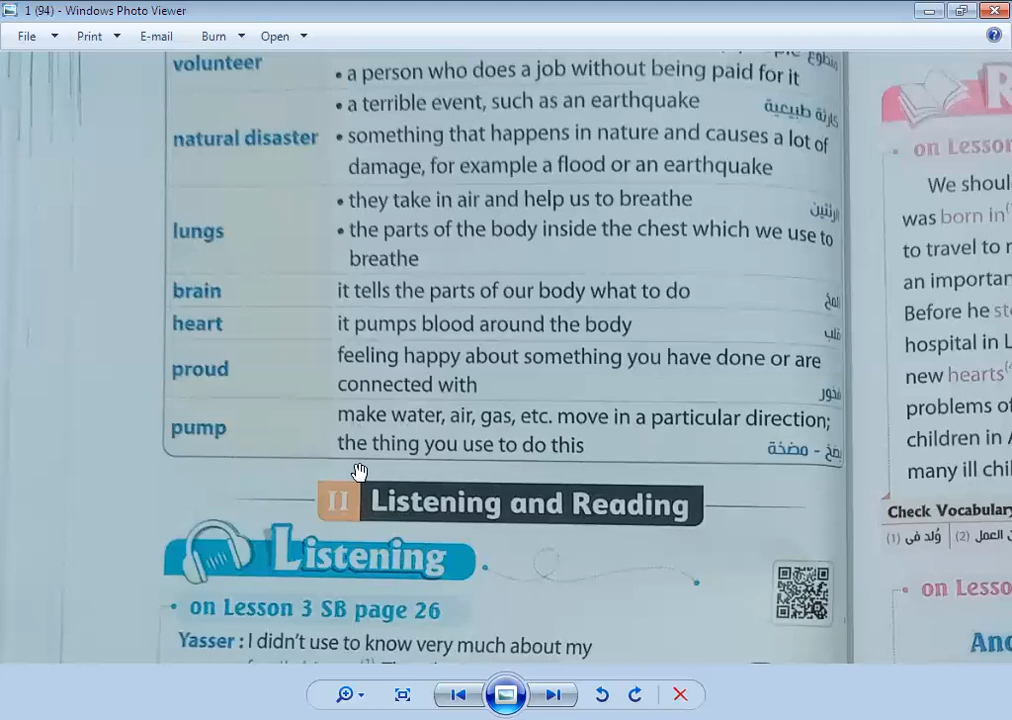 1 (94) - Windows Photo Viewer
File Print E-mail Burn Open
volunteer
• a person who does a job without being paid for it
متطوع
natural disaster
• a terrible event, such as an earthquake
كارثة طبيعية
• something that happens in nature and causes a lot of
damage, for example a flood or an earthquake
lungs
• they take in air and help us to breathe
الرئتين
• the parts of the body inside the chest which we use to
breathe
brain it tells the parts of our body what to do المخ
heart it pumps blood around the body قلب
proud
feeling happy about something you have done or are
connected with
فخور
pump
make water, air, gas, etc. move in a particular direction;
the thing you use to do this
يضخ - مضخة
II Listening and Reading
Listening
• on Lesson 3 SB page 26
Yasser : I didn't use to know very much about my
R
• on Lesson
We shoul
was born in(
to travel to
an importan
Before he st
hospital in L
new hearts(
problems of
children in A
many ill chil
Check Vocabulary
(1) وُلد فى (2) العمل
• on Lesso
And